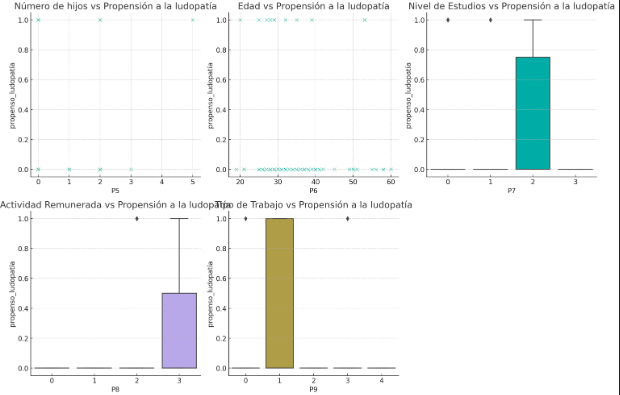 Número de hijos vs Propensión a la ludopatía
propenso_ludopatia
1.0
0.8
0.6
0.4
0.2
0.0
0 1 2 3 4 5
P5
Edad vs Propensión a la ludopatía
propenso_ludopatia
1.0
0.8
0.6
0.4
0.2
0.0
20 30 40 50 60
P6
Nivel de Estudios vs Propensión a la ludopatía
propenso_ludopatia
1.0
0.8
0.6
0.4
0.2
0.0
0 1 2 3
P7
Actividad Remunerada vs Propensión a la ludopatía
propenso_ludopatia
1.0
0.8
0.6
0.4
0.2
0.0
0 1 2 3
P8
Tipo de Trabajo vs Propensión a la ludopatía
propenso_ludopatia
1.0
0.8
0.6
0.4
0.2
0.0
0 1 2 3 4
P9